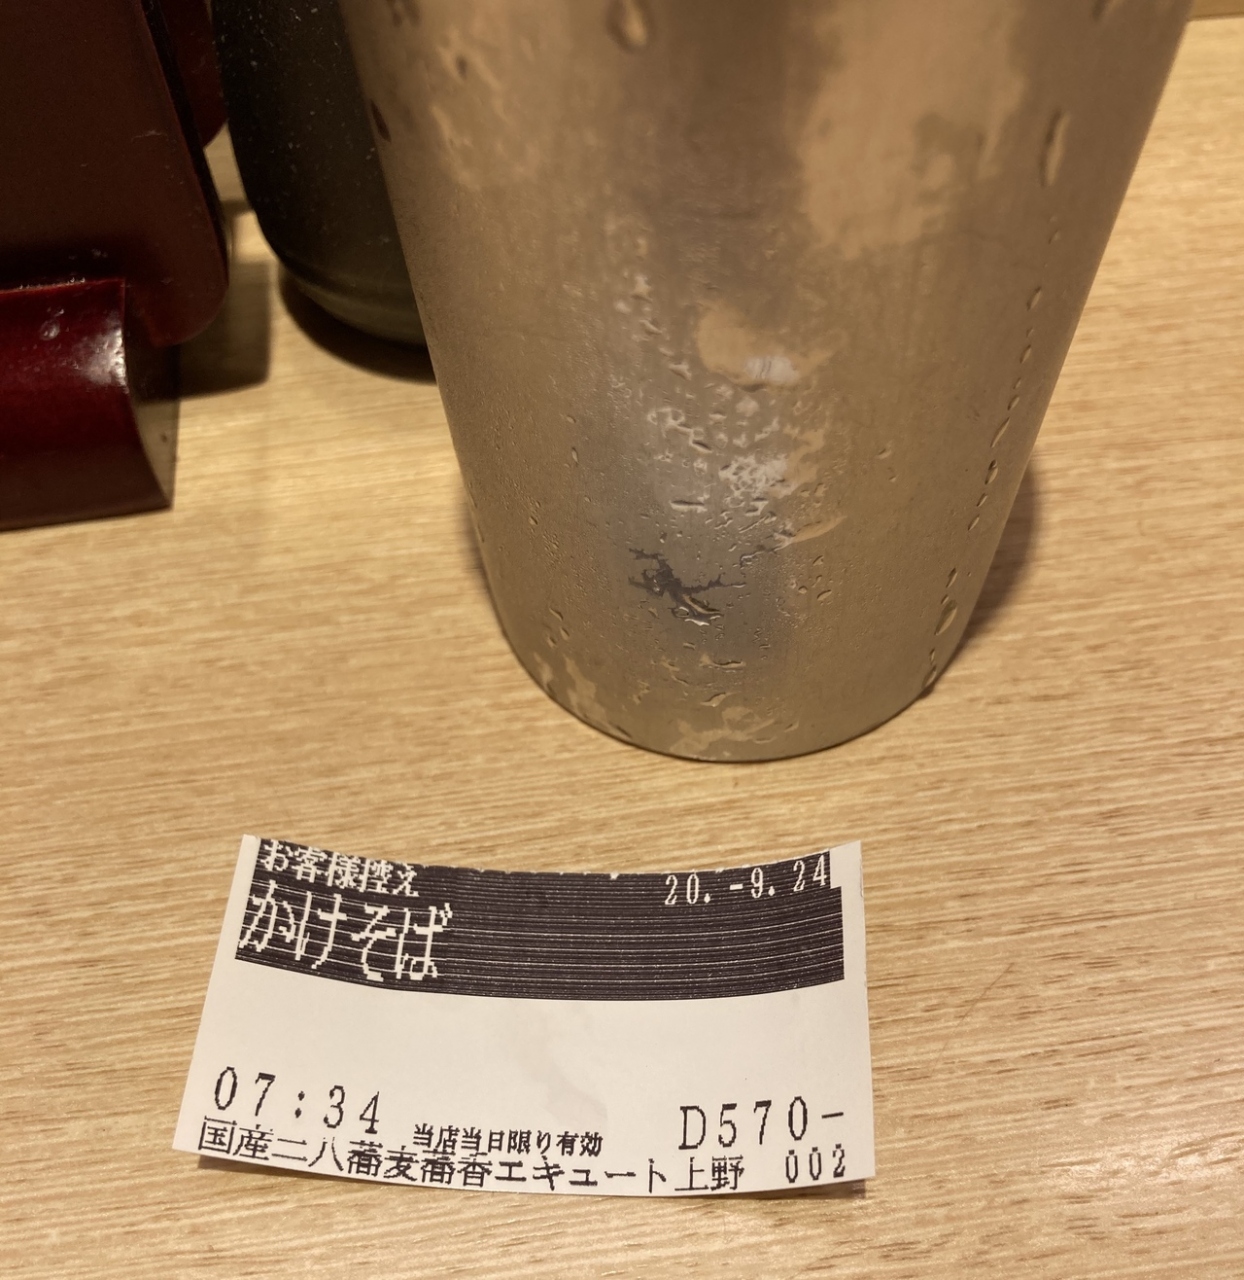 お客様控え 20.-9.24
かけそば
07:34 当店当日限り有効 D570-
国産二八蕎麦蕎香エキュート上野 002